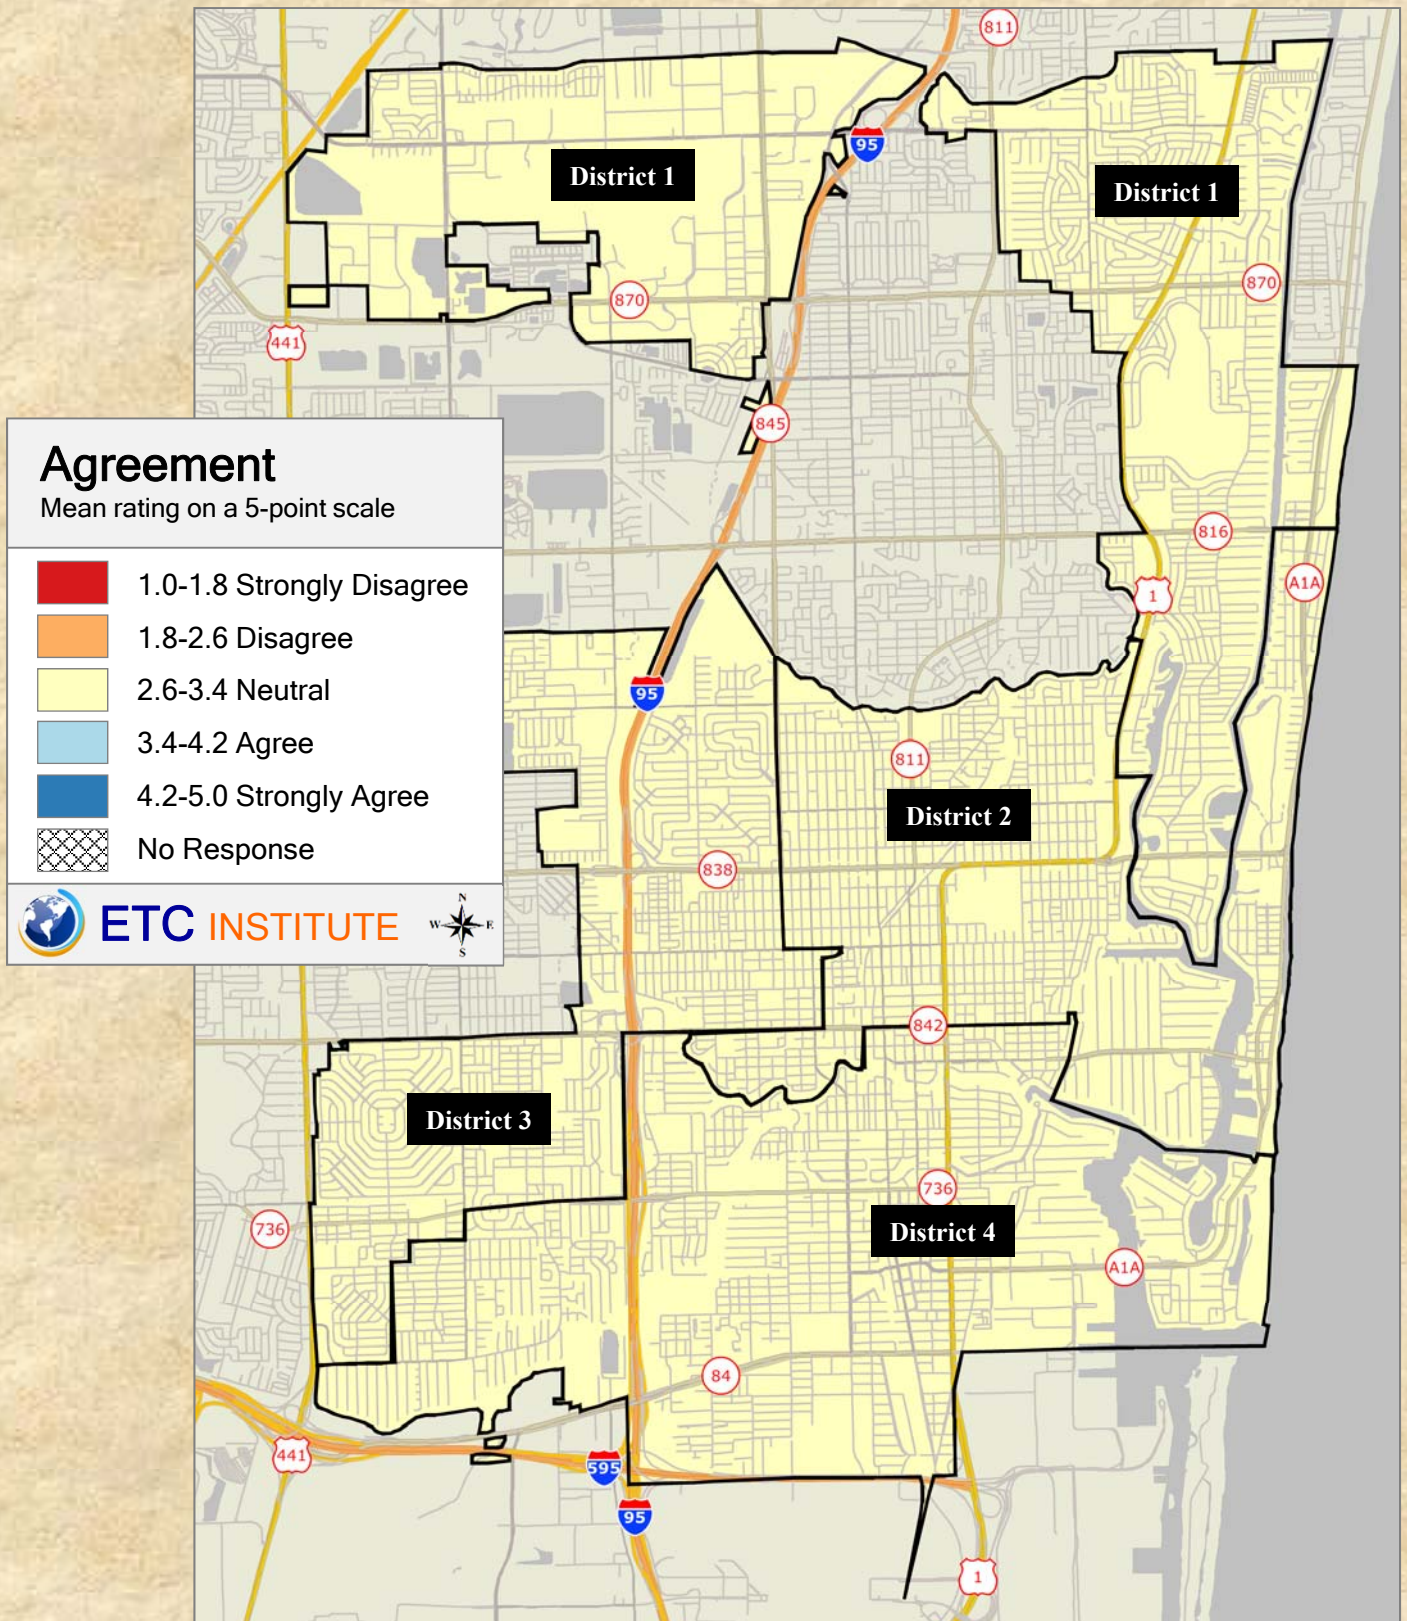 811
95
District 1
District 1
870
870
441
845
Agreement
Mean rating on a 5-point scale
1.0-1.8 Strongly Disagree
1.8-2.6 Disagree
2.6-3.4 Neutral
3.4-4.2 Agree
4.2-5.0 Strongly Agree
No Response
ETC INSTITUTE
N
W E
S
816
A1A
1
95
811
District 2
838
842
District 3
736
736
District 4
A1A
84
441
595
95
1